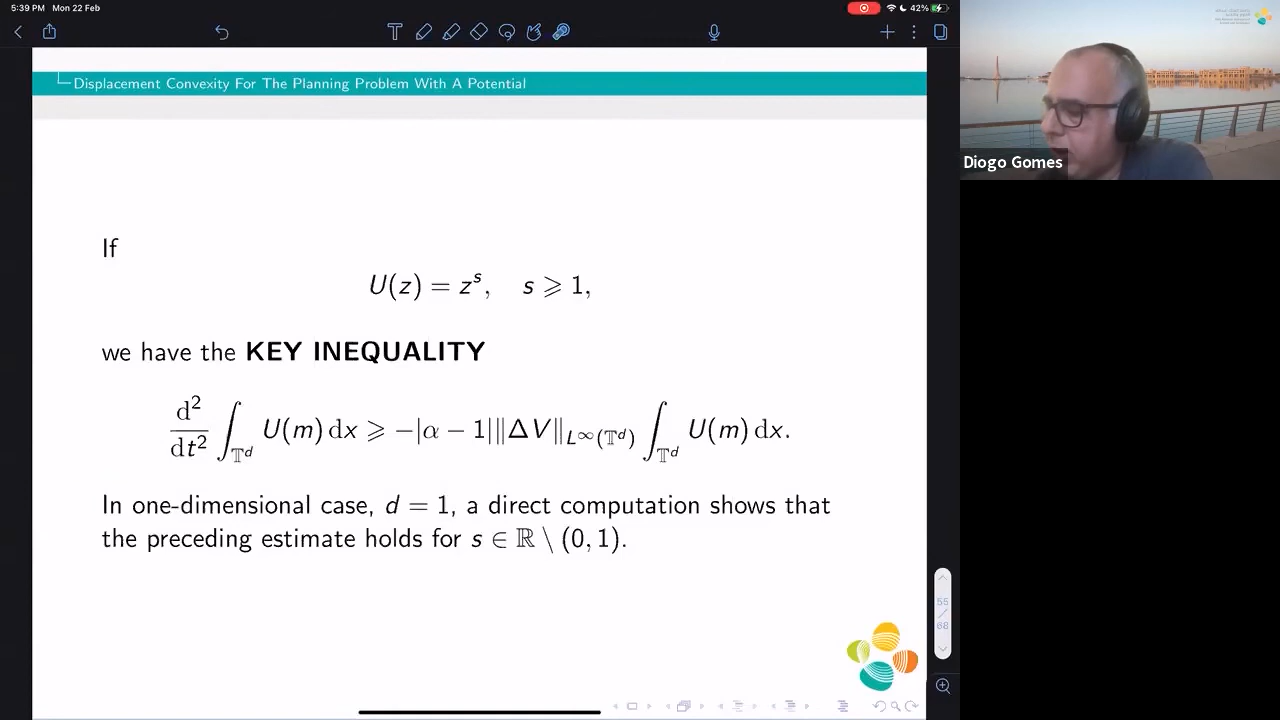 5:39 PM Mon 22 Feb
42%
Displacement Convexity For The Planning Problem With A Potential
Diogo Gomes
If
U(z) = z^s, s ⩾ 1,
we have the KEY INEQUALITY
d²/dt² ∫_{𝕋^d} U(m) dx ⩾ −|α − 1|‖ΔV‖_{L^∞(𝕋^d)} ∫_{𝕋^d} U(m) dx.
In one-dimensional case, d = 1, a direct computation shows that
the preceding estimate holds for s ∈ ℝ \ (0, 1).
55
/
68